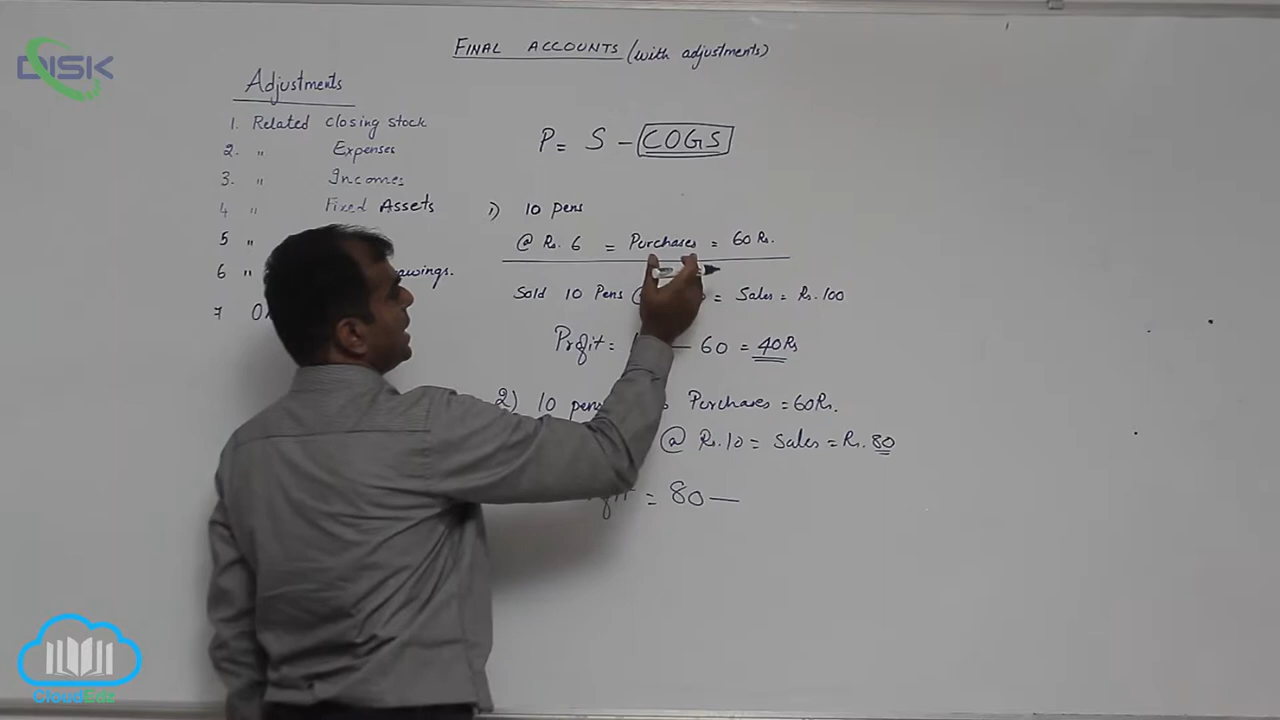 DISK
FINAL ACCOUNTS (with adjustments)
Adjustments
1. Related closing stock
2. " Expenses
3. " Incomes
4 " Fixed Assets
5 "
6 "
7
P = S - COGS
1) 10 pens
@ Rs. 6 = Purchases = 60 Rs.
Sold 10 Pens @ = Sales = Rs. 100
Profit = — 60 = 40 Rs
2) 10 pens Purchases = 60 Rs.
@ Rs. 10 = Sales = Rs. 80
= 80 —
CloudEdz